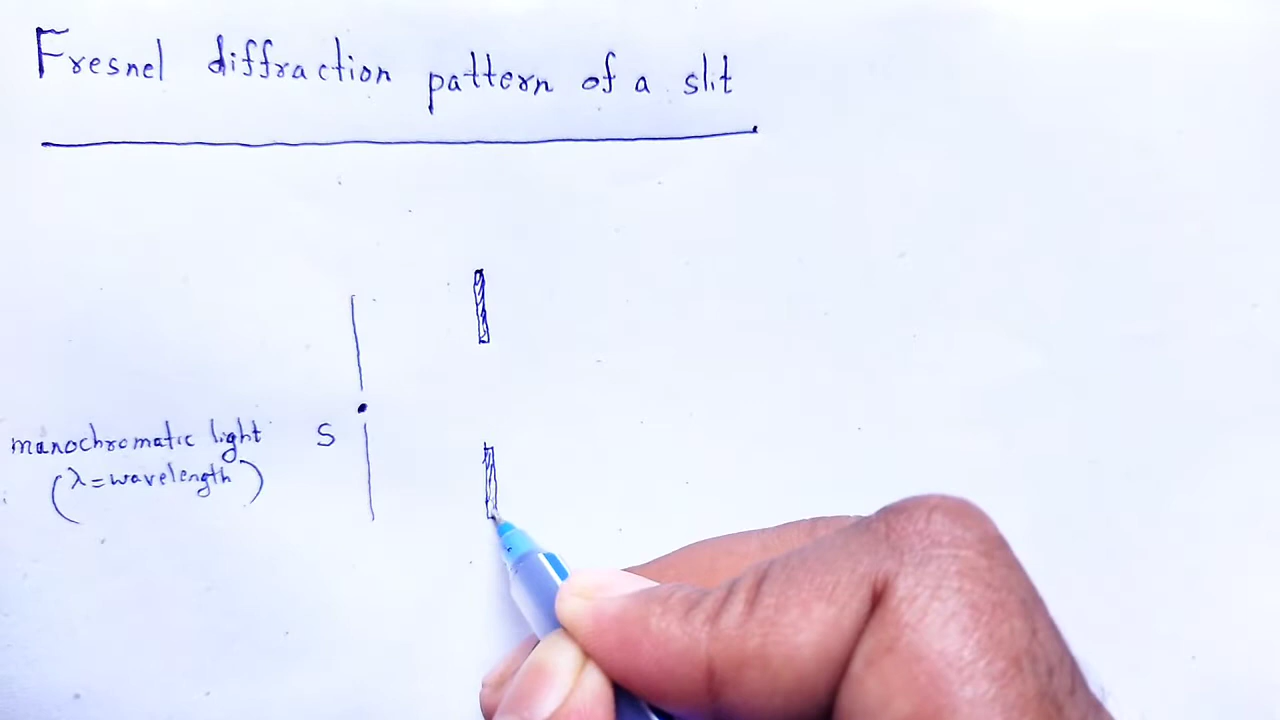 Fresnel diffraction pattern of a slit
manochromatic light
(λ = wavelength)
S